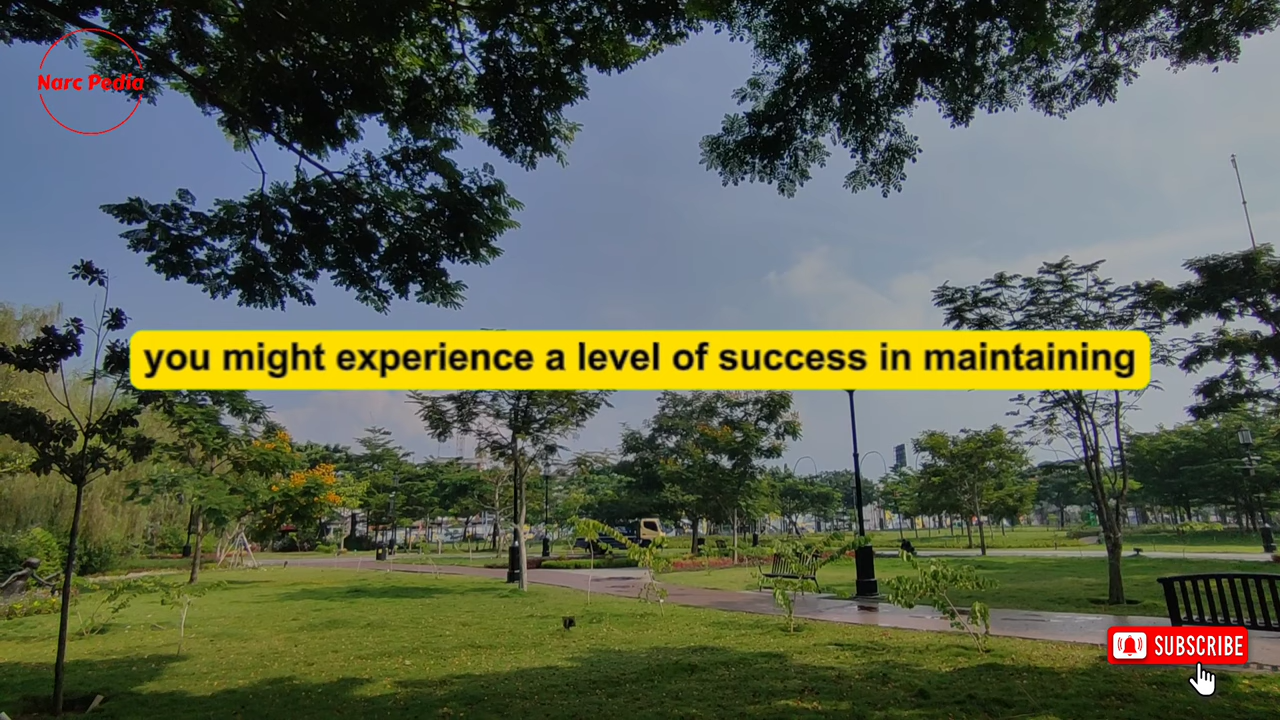 Narc Pedia
you might experience a level of success in maintaining
SUBSCRIBE